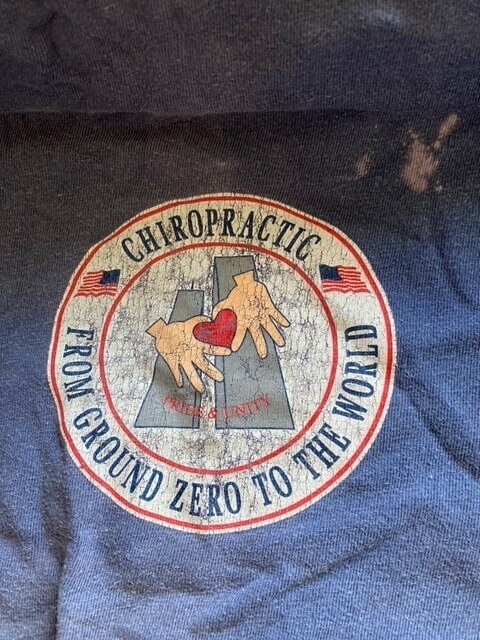 CHIROPRACTIC
PRIDE & UNITY
FROM GROUND ZERO TO THE WORLD